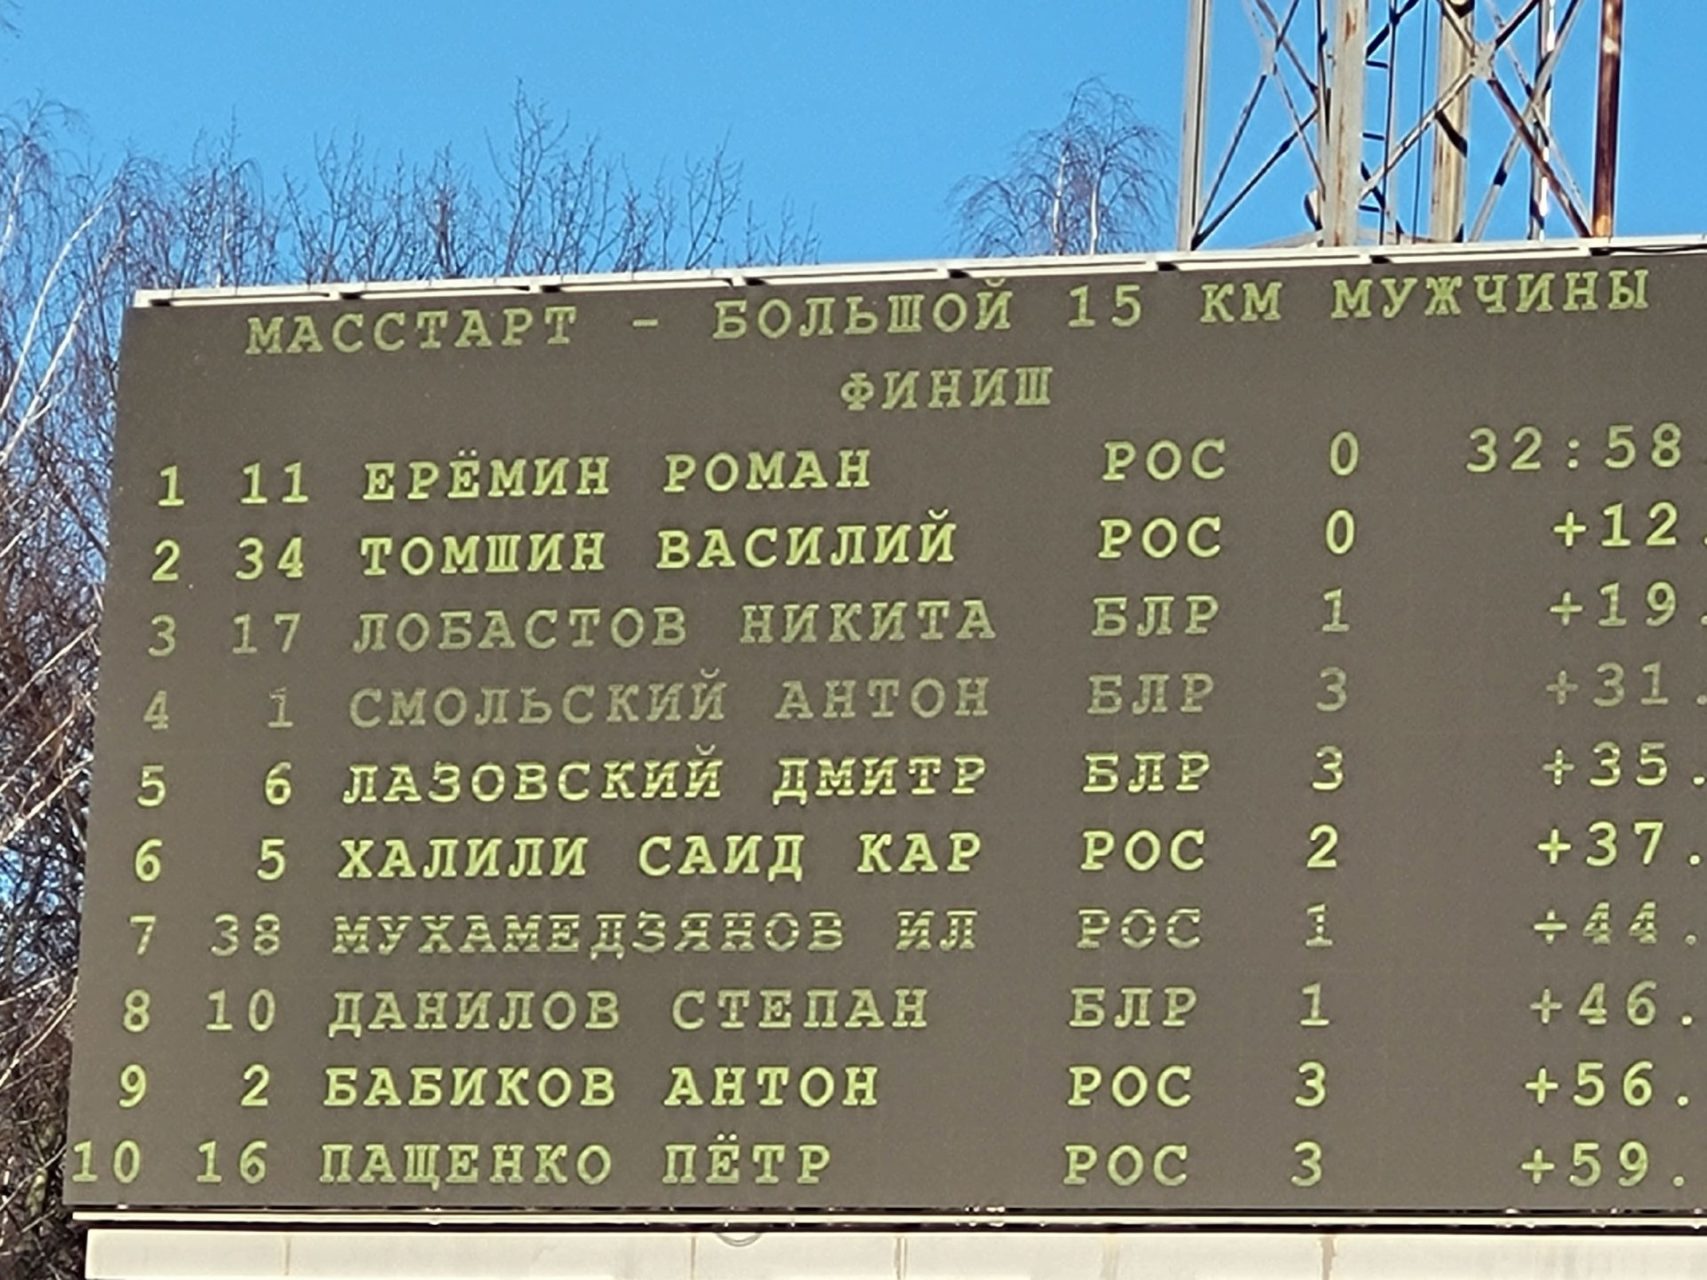 МАССТАРТ - БОЛЬШОЙ 15 КМ МУЖЧИНЫ
ФИНИШ
1 11 ЕРЁМИН РОМАН РОС 0 32:58
2 34 ТОМШИН ВАСИЛИЙ РОС 0 +12.
3 17 ЛОБАСТОВ НИКИТА БЛР 1 +19.
4 1 СМОЛЬСКИЙ АНТОН БЛР 3 +31.
5 6 ЛАЗОВСКИЙ ДМИТР БЛР 3 +35.
6 5 ХАЛИЛИ САИД КАР РОС 2 +37.
7 38 МУХАМЕДЗЯНОВ ИЛ РОС 1 +44.
8 10 ДАНИЛОВ СТЕПАН БЛР 1 +46.
9 2 БАБИКОВ АНТОН РОС 3 +56.
10 16 ПАЩЕНКО ПЁТР РОС 3 +59.